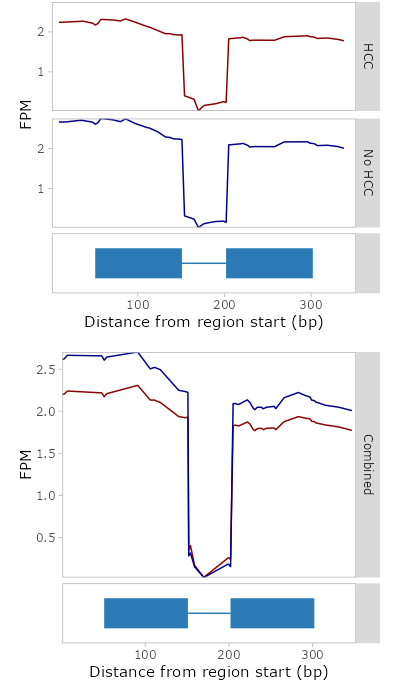 2
1
HCC
FPM
2
1
No HCC
100 200 300
Distance from region start (bp)
2.5
2.0
1.5
1.0
0.5
FPM
Combined
100 200 300
Distance from region start (bp)